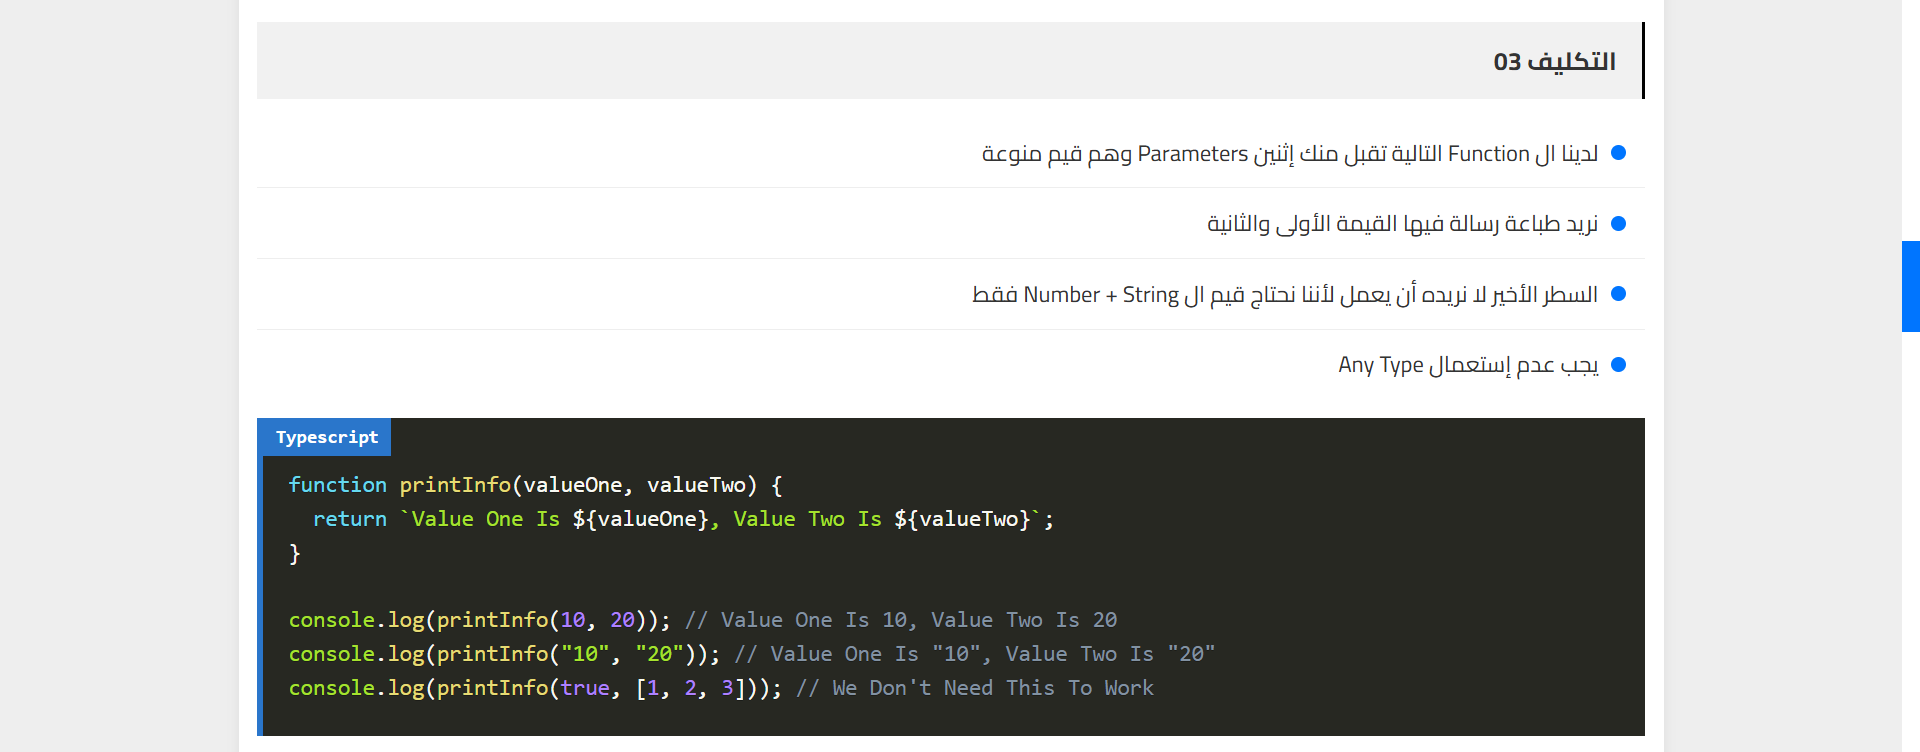 التكليف 03
لدينا ال Function التالية تقبل منك إثنين Parameters وهم قيم منوعة
نريد طباعة رسالة فيها القيمة الأولى والثانية
السطر الأخير لا نريده أن يعمل لأننا نحتاج قيم ال Number + String فقط
يجب عدم إستعمال Any Type
Typescript
function printInfo(valueOne, valueTwo) {
  return `Value One Is ${valueOne}, Value Two Is ${valueTwo}`;
}
console.log(printInfo(10, 20)); // Value One Is 10, Value Two Is 20
console.log(printInfo("10", "20")); // Value One Is "10", Value Two Is "20"
console.log(printInfo(true, [1, 2, 3])); // We Don't Need This To Work